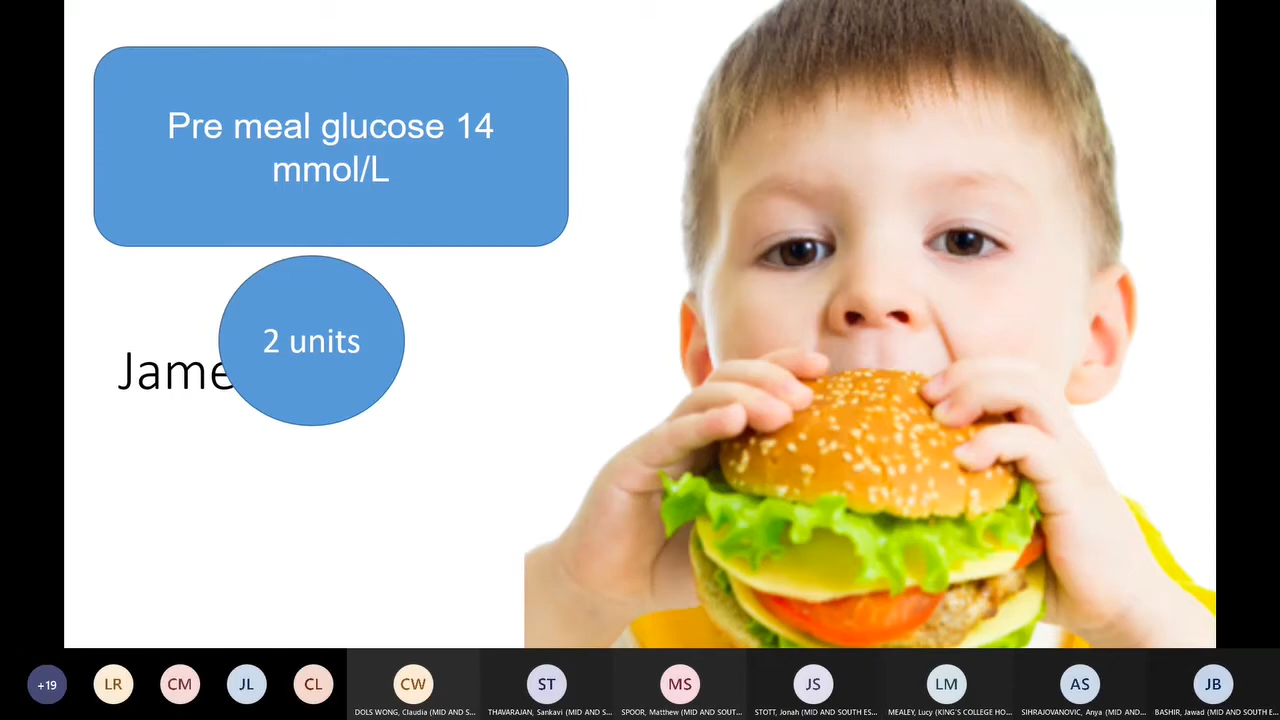 Pre meal glucose 14
mmol/L
2 units
Jame
+19
LR
CM
JL
CL
CW
ST
MS
JS
LM
AS
JB
DOLS WONG, Claudia (MID AND S...
THAVARAJAN, Sankavi (MID AND S...
SPOOR, Matthew (MID AND SOUT...
STOTT, Jonah (MID AND SOUTH ES...
MEALEY, Lucy (KING'S COLLEGE HO...
SIHRAJOVANOVIC, Anya (MID AND...
BASHIR, Jawad (MID AND SOUTH E...